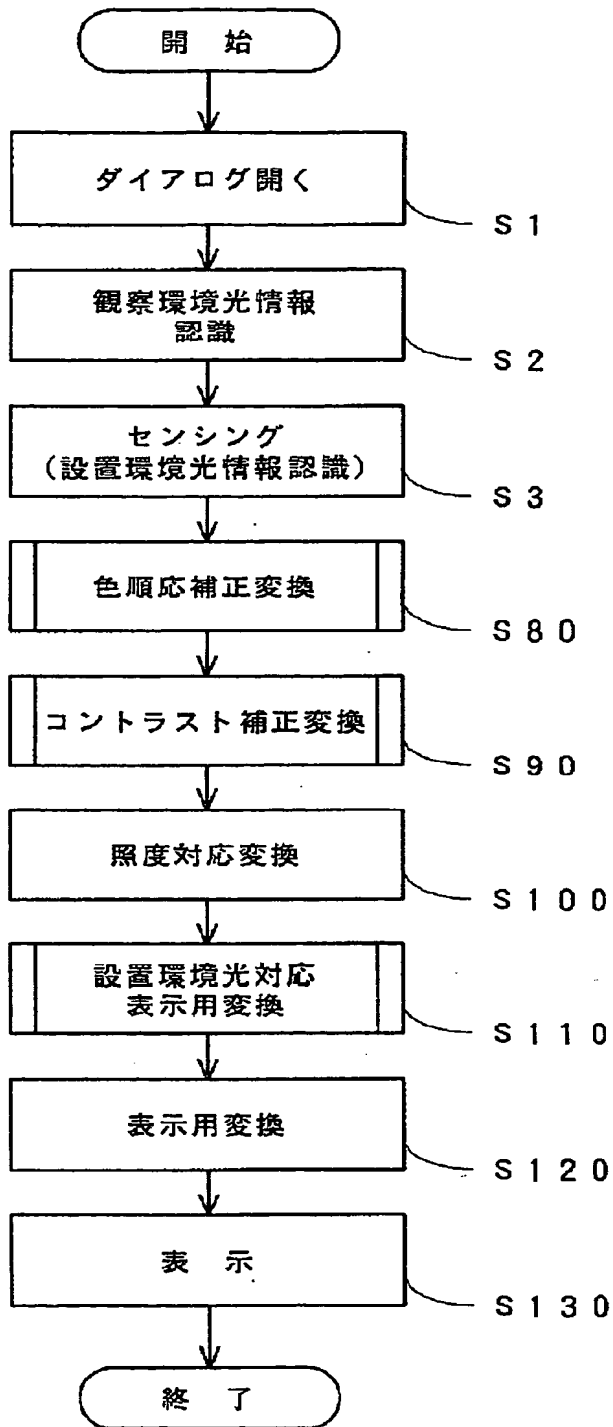 開 始
ダイアログ開く
S1
観察環境光情報
認識
S2
センシング
(設置環境光情報認識)
S3
色順応補正変換
S80
コントラスト補正変換
S90
照度対応変換
S100
設置環境光対応
表示用変換
S110
表示用変換
S120
表 示
S130
終 了